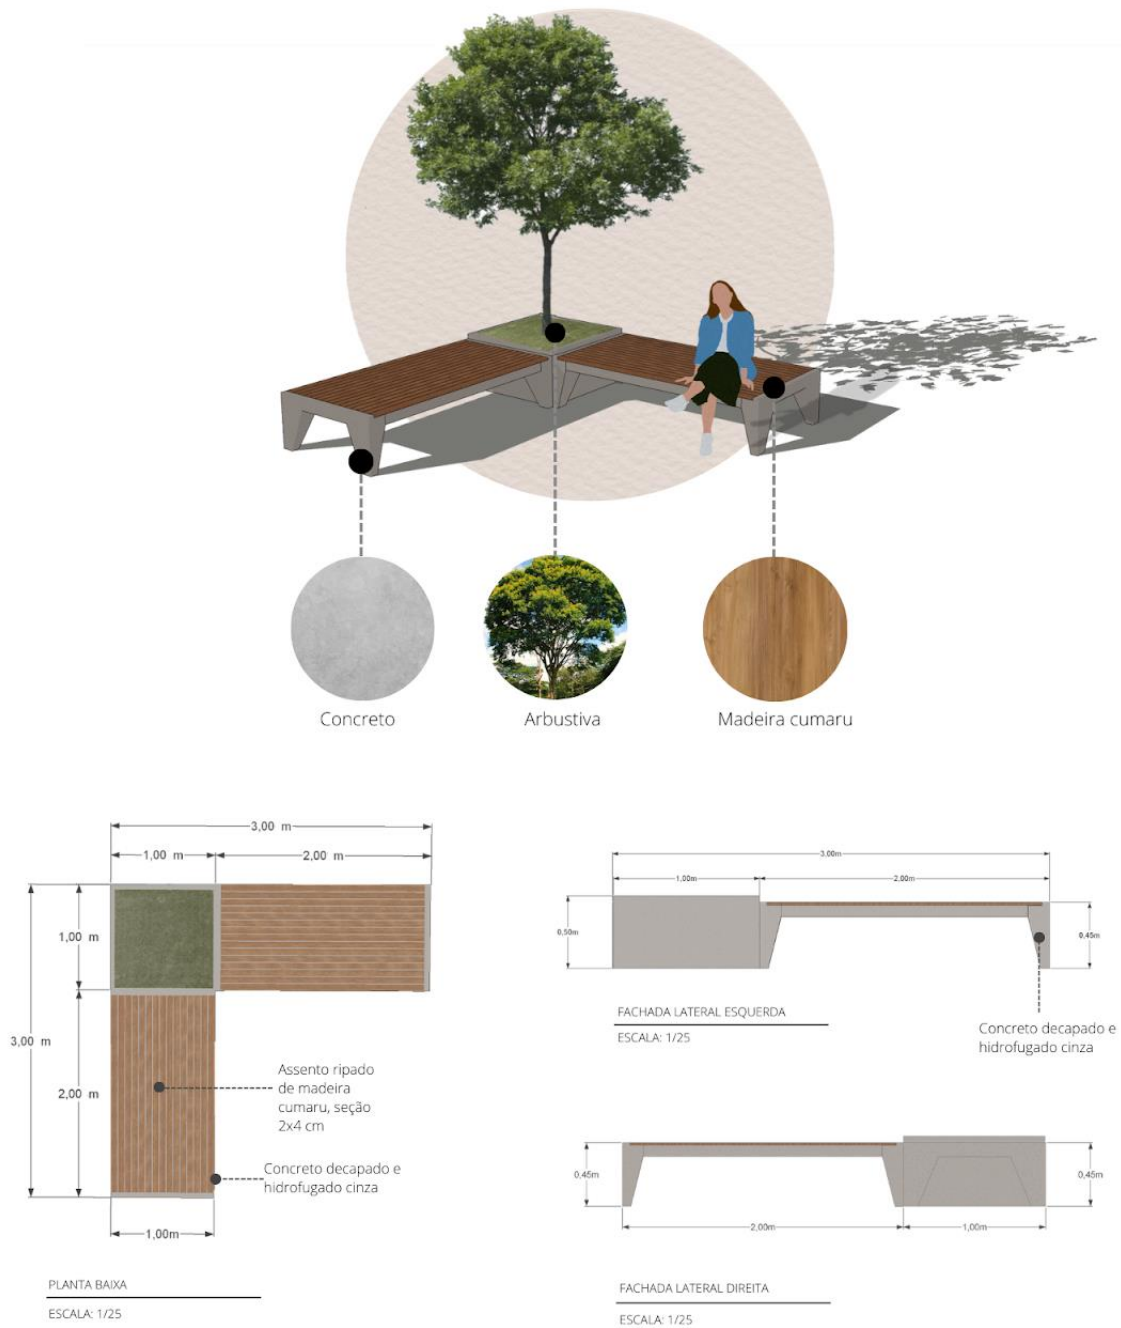 Concreto
Arbustiva
Madeira cumaru
3,00 m
1,00 m
2,00 m
1,00 m
3,00 m
2,00 m
Assento ripado
de madeira
cumaru, seção
2x4 cm
Concreto decapado e
hidrofugado cinza
1,00m
PLANTA BAIXA
ESCALA: 1/25
3,00m
1,00m
2,00m
0,50m
0,45m
FACHADA LATERAL ESQUERDA
ESCALA: 1/25
Concreto decapado e
hidrofugado cinza
0,45m
0,45m
2,00m
1,00m
FACHADA LATERAL DIREITA
ESCALA: 1/25